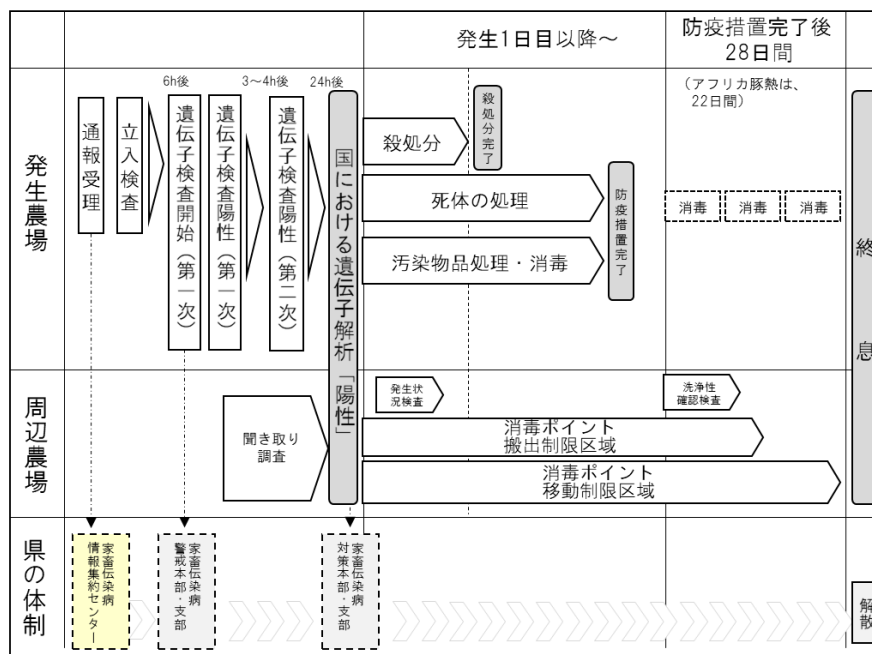 発生1日目以降~
防疫措置完了後
28日間
発生農場
6h後
3~4h後
24h後
(アフリカ豚熱は、
22日間)
通報受理
立入検査
遺伝子検査開始(第一次)
遺伝子検査陽性(第一次)
遺伝子検査陽性(第二次)
国における遺伝子解析「陽性」
殺処分
殺処分完了
死体の処理
汚染物品処理・消毒
防疫措置完了
消毒
消毒
消毒
終息
周辺農場
聞き取り
調査
発生状
況検査
洗浄性
確認検査
消毒ポイント
搬出制限区域
消毒ポイント
移動制限区域
県の体制
家畜伝染病
情報集約センター
家畜伝染病
警戒本部・支部
家畜伝染病
対策本部・支部
解散